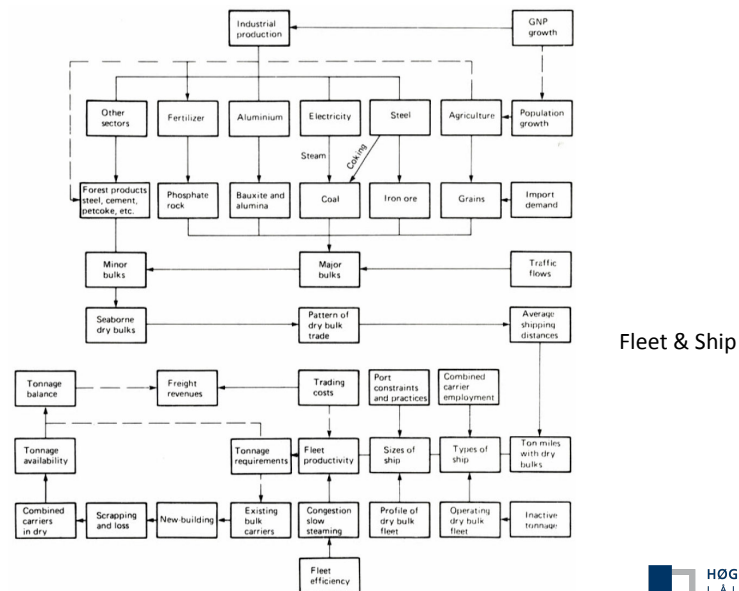 Industrial
production
GNP
growth
Other
sectors
Fertilizer
Aluminium
Electricity
Steel
Agriculture
Population
growth
Steam
Coking
Forest products
steel, cement,
petcoke, etc.
Phosphate
rock
Bauxite and
alumina
Coal
Iron ore
Grains
Import
demand
Minor
bulks
Major
bulks
Traffic
flows
Seaborne
dry bulks
Pattern of
dry bulk
trade
Average
shipping
distances
Fleet & Ship
Tonnage
balance
Freight
revenues
Trading
costs
Port
constraints
and practices
Combined
carrier
employment
Tonnage
availability
Tonnage
requirements
Fleet
productivity
Sizes of
ship
Types of
ship
Ton miles
with dry
bulks
Combined
carriers
in dry
Scrapping
and loss
New-building
Existing
bulk
carriers
Congestion
slow
steaming
Profile of
dry bulk
fleet
Operating
dry bulk
fleet
Inactive
tonnage
Fleet
efficiency
HØG